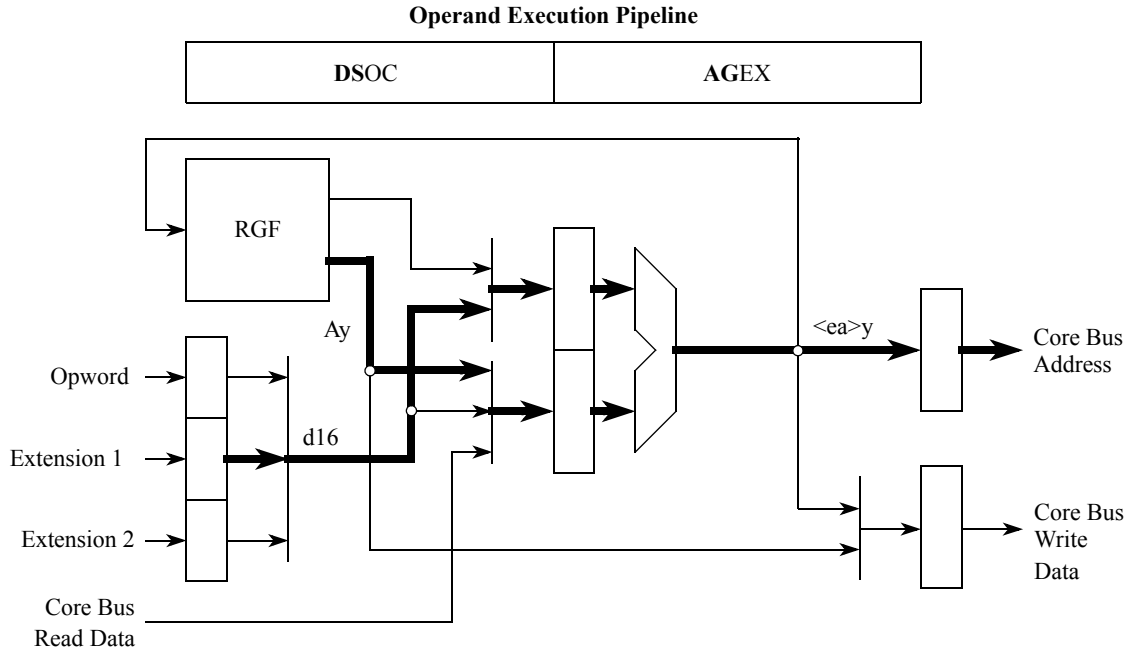 Operand Execution Pipeline
DSOC
AGEX
RGF
Ay
<ea>y
Core Bus
Address
Opword
d16
Extension 1
Extension 2
Core Bus
Write
Data
Core Bus
Read Data